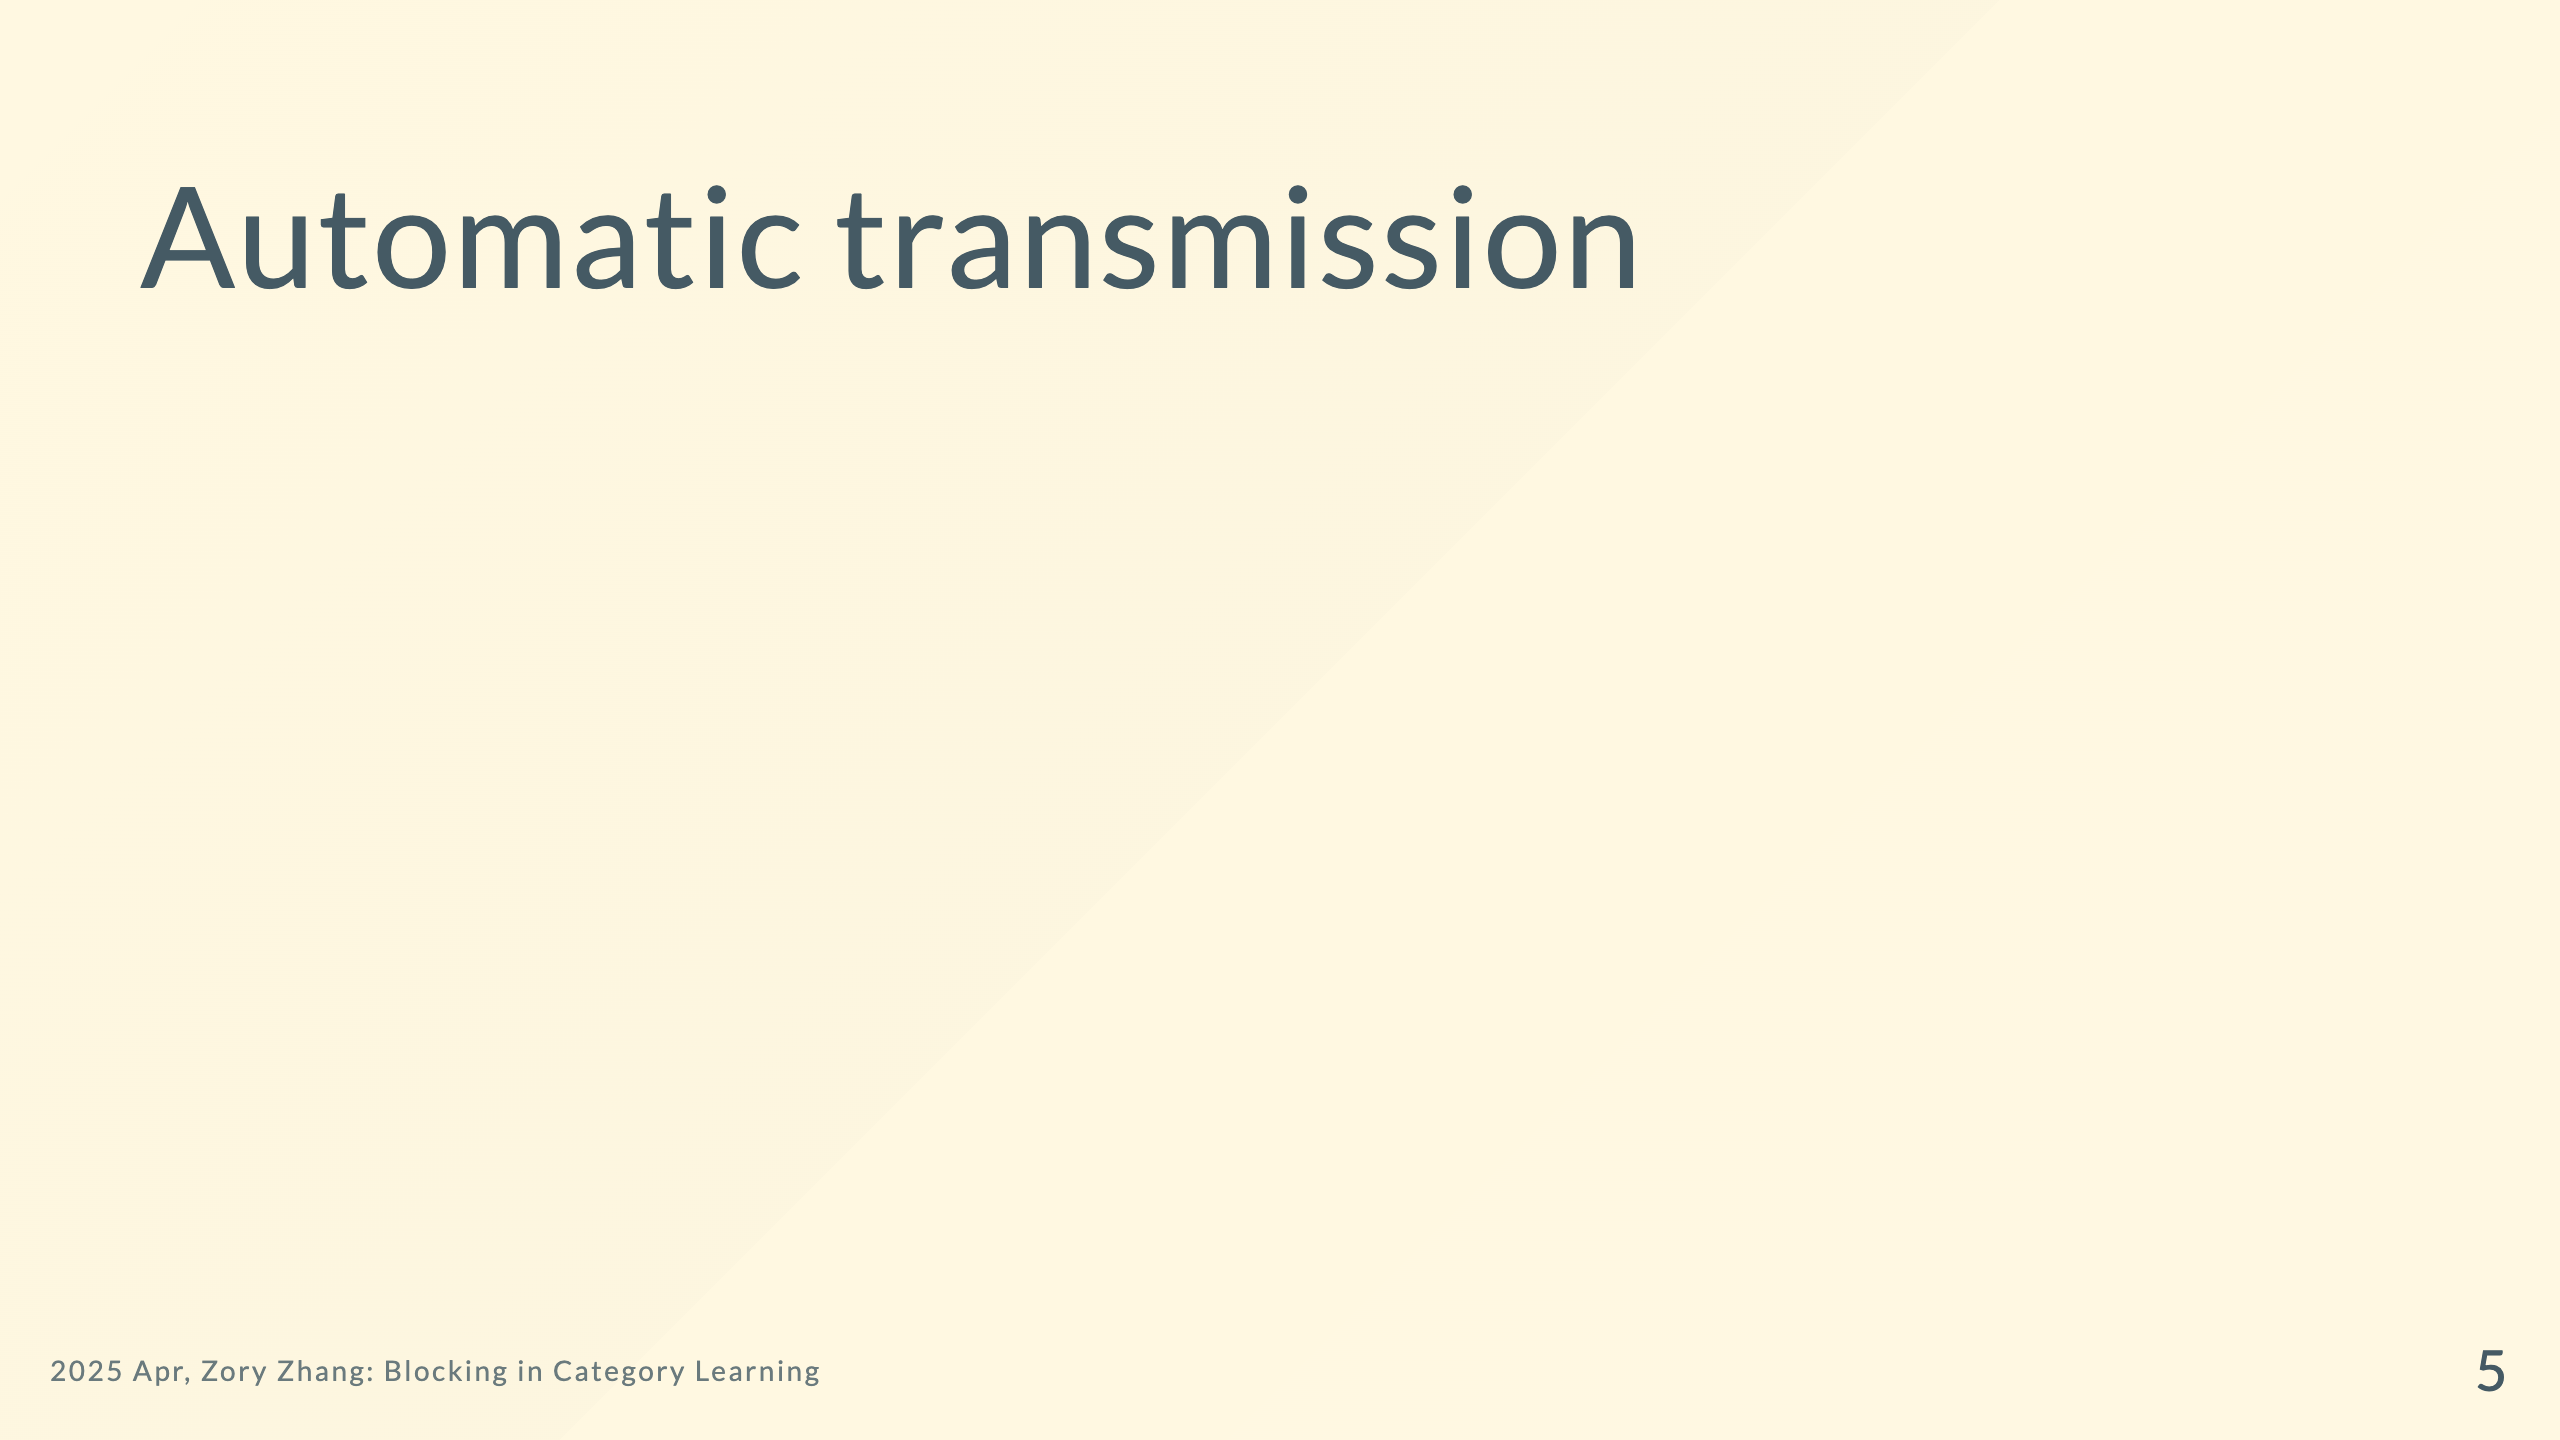 Automatic transmission
2025 Apr, Zory Zhang: Blocking in Category Learning
5